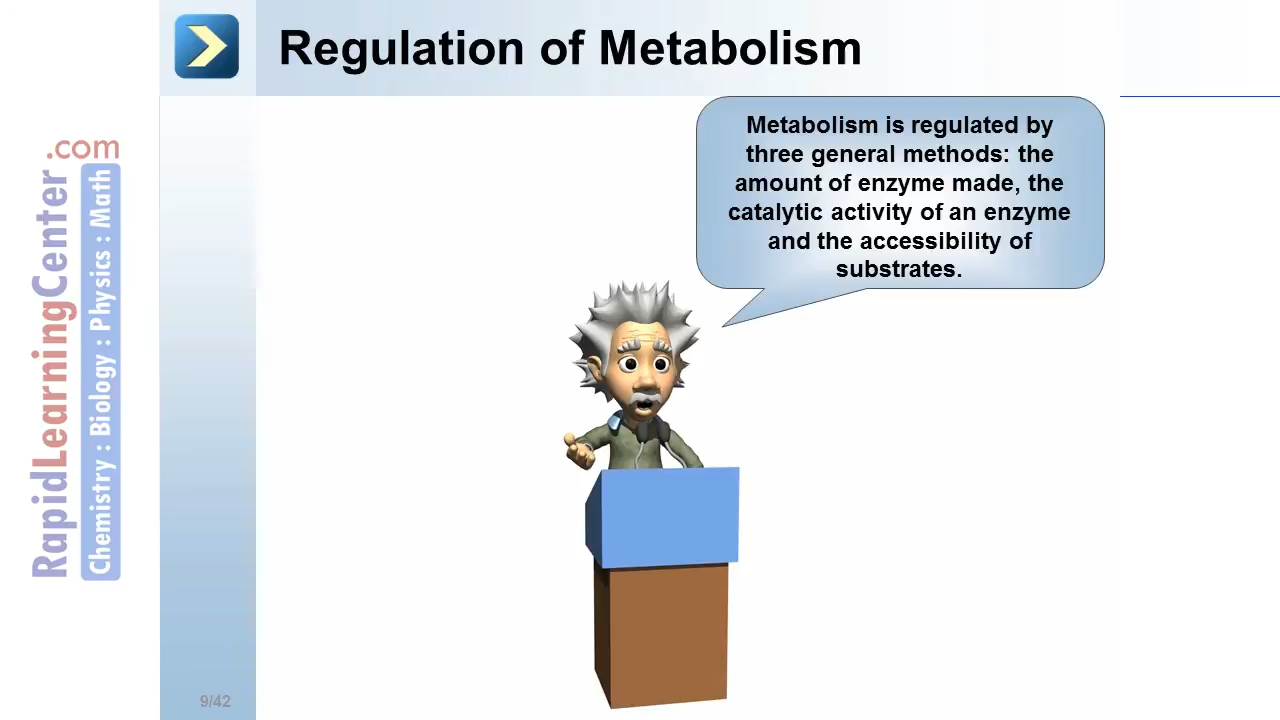 Regulation of Metabolism
Metabolism is regulated by
three general methods: the
amount of enzyme made, the
catalytic activity of an enzyme
and the accessibility of
substrates.
RapidLearningCenter.com
Chemistry : Biology : Physics : Math
9/42